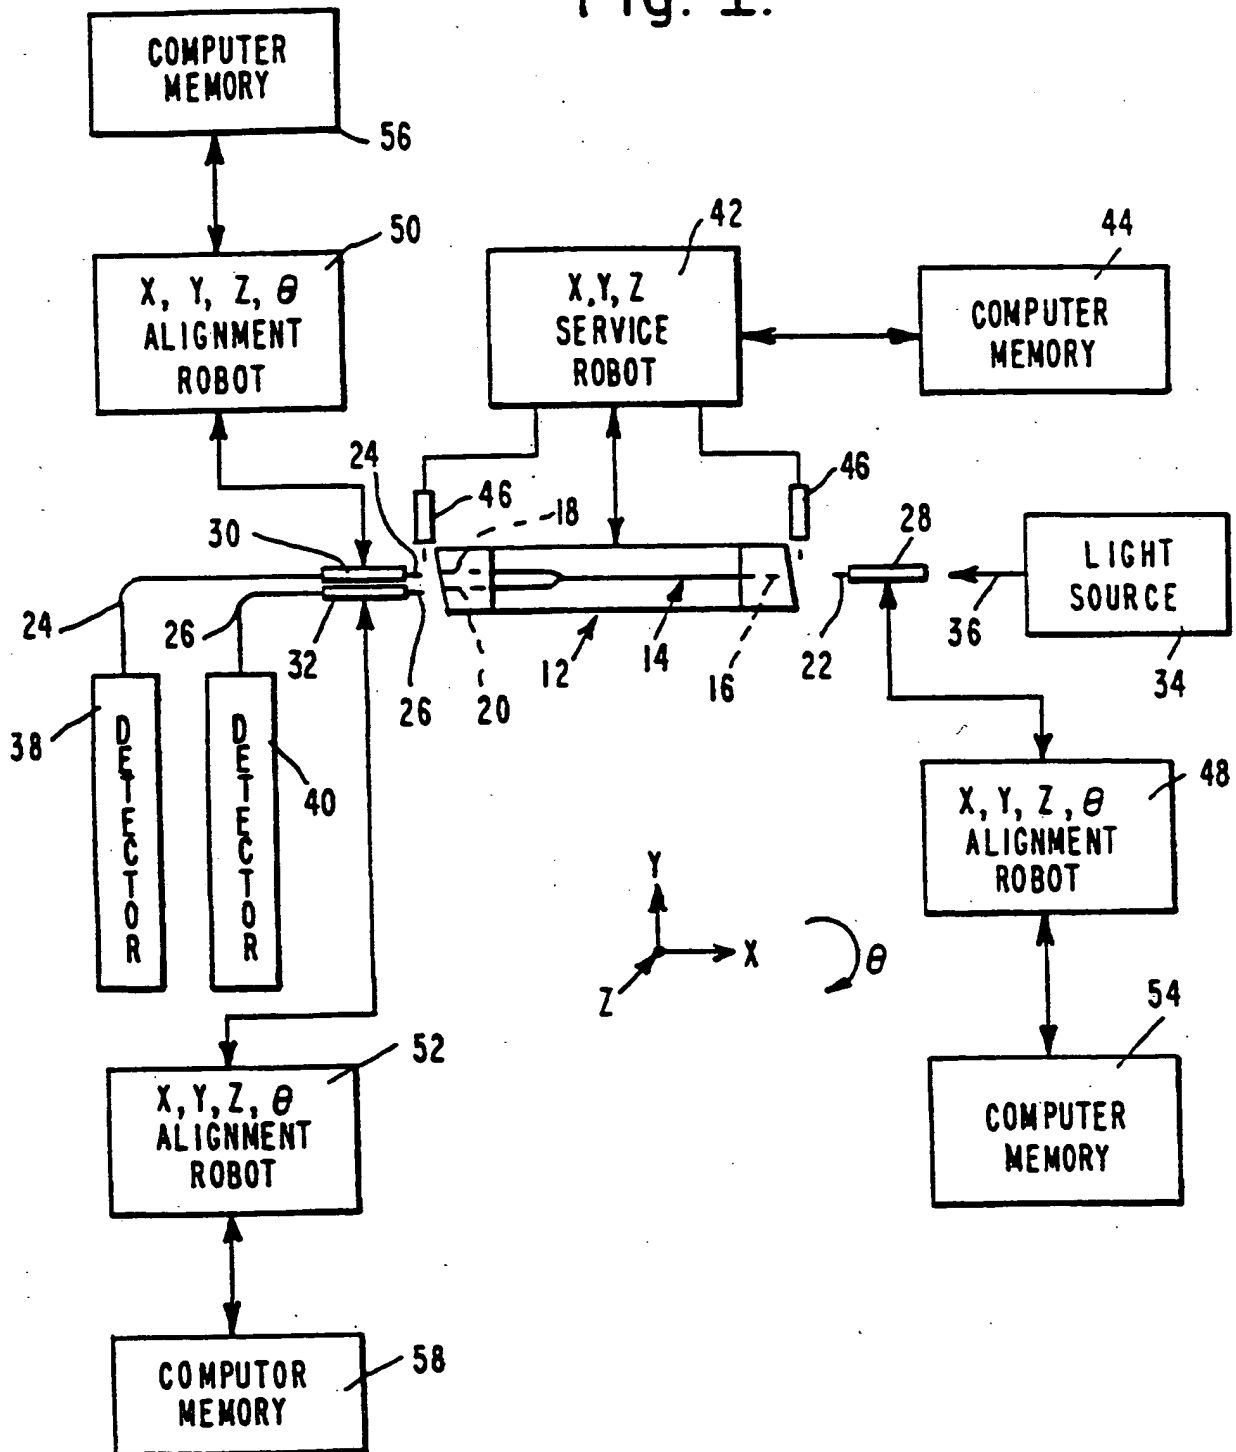 Fig. 1.
COMPUTER
MEMORY
56
50
X, Y, Z, θ
ALIGNMENT
ROBOT
42
X,Y,Z
SERVICE
ROBOT
44
COMPUTER
MEMORY
24
46
18
46
30
28
LIGHT
SOURCE
24
26
32
26
20
12
14
16
22
36
34
38
DETECTOR
DETECTOR
40
48
X, Y, Z, θ
ALIGNMENT
ROBOT
Y
X
Z
θ
54
COMPUTER
MEMORY
52
X,Y,Z,θ
ALIGNMENT
ROBOT
58
COMPUTOR
MEMORY